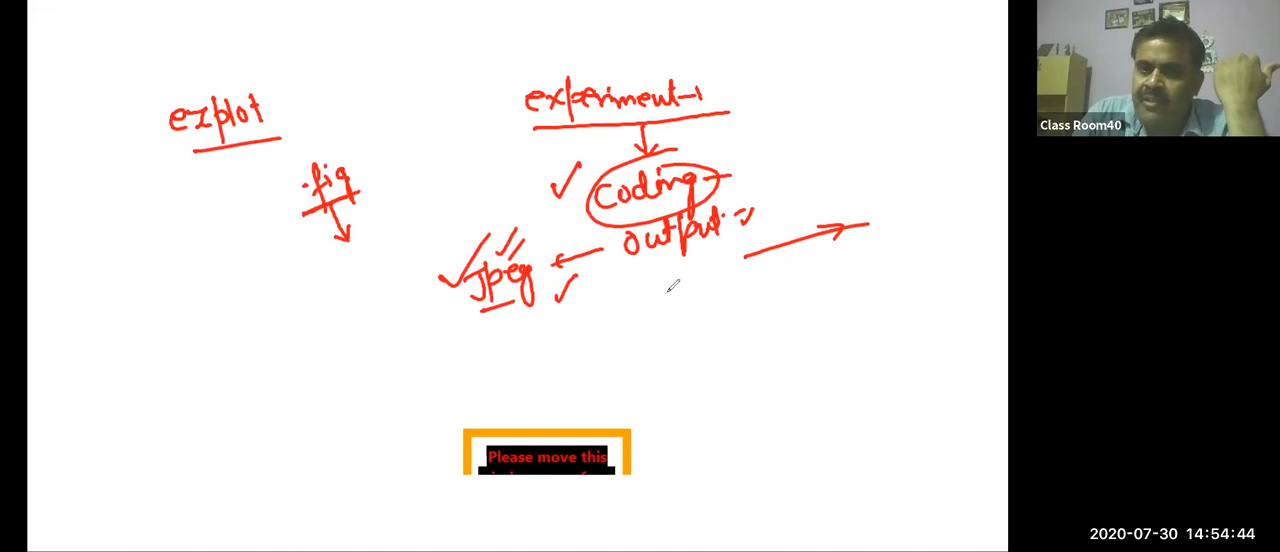 ezplot
experiment-1
.fig
Coding
output
Jpeg
Please move this
Class Room40
2020-07-30 14:54:44